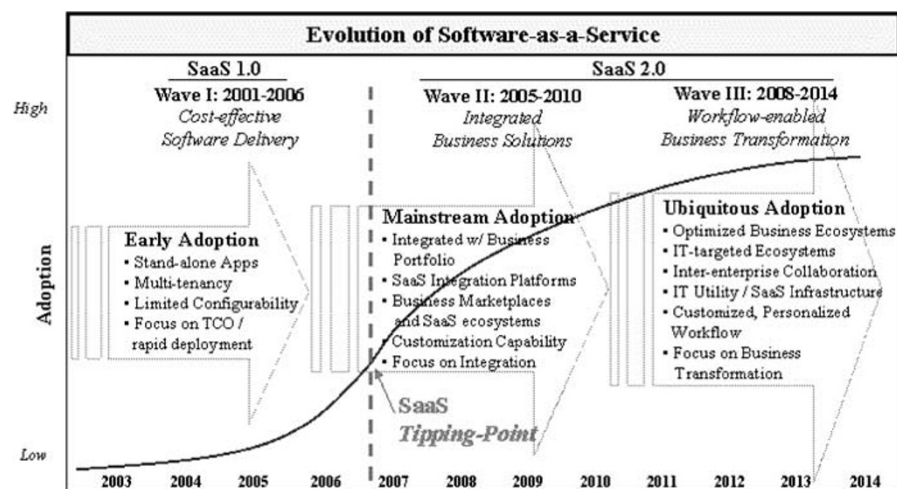 Evolution of Software-as-a-Service
SaaS 1.0
SaaS 2.0
High
Wave I: 2001-2006
Cost-effective
Software Delivery
Wave II: 2005-2010
Integrated
Business Solutions
Wave III: 2008-2014
Workflow-enabled
Business Transformation
Adoption
Early Adoption
▪ Stand-alone Apps
▪ Multi-tenancy
▪ Limited Configurability
▪ Focus on TCO /
rapid deployment
Mainstream Adoption
▪ Integrated w/ Business
Portfolio
▪ SaaS Integration Platforms
▪ Business Marketplaces
and SaaS ecosystems
▪ Customization Capability
▪ Focus on Integration
Ubiquitous Adoption
▪ Optimized Business Ecosystems
▪ IT-targeted Ecosystems
▪ Inter-enterprise Collaboration
▪ IT Utility / SaaS Infrastructure
▪ Customized, Personalized
Workflow
▪ Focus on Business
Transformation
SaaS
Tipping-Point
Low
2003 2004 2005 2006 2007 2008 2009 2010 2011 2012 2013 2014